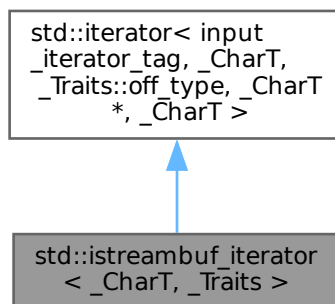 std::iterator< input
_iterator_tag, _CharT,
_Traits::off_type, _CharT
*, _CharT >
std::istreambuf_iterator
< _CharT, _Traits >